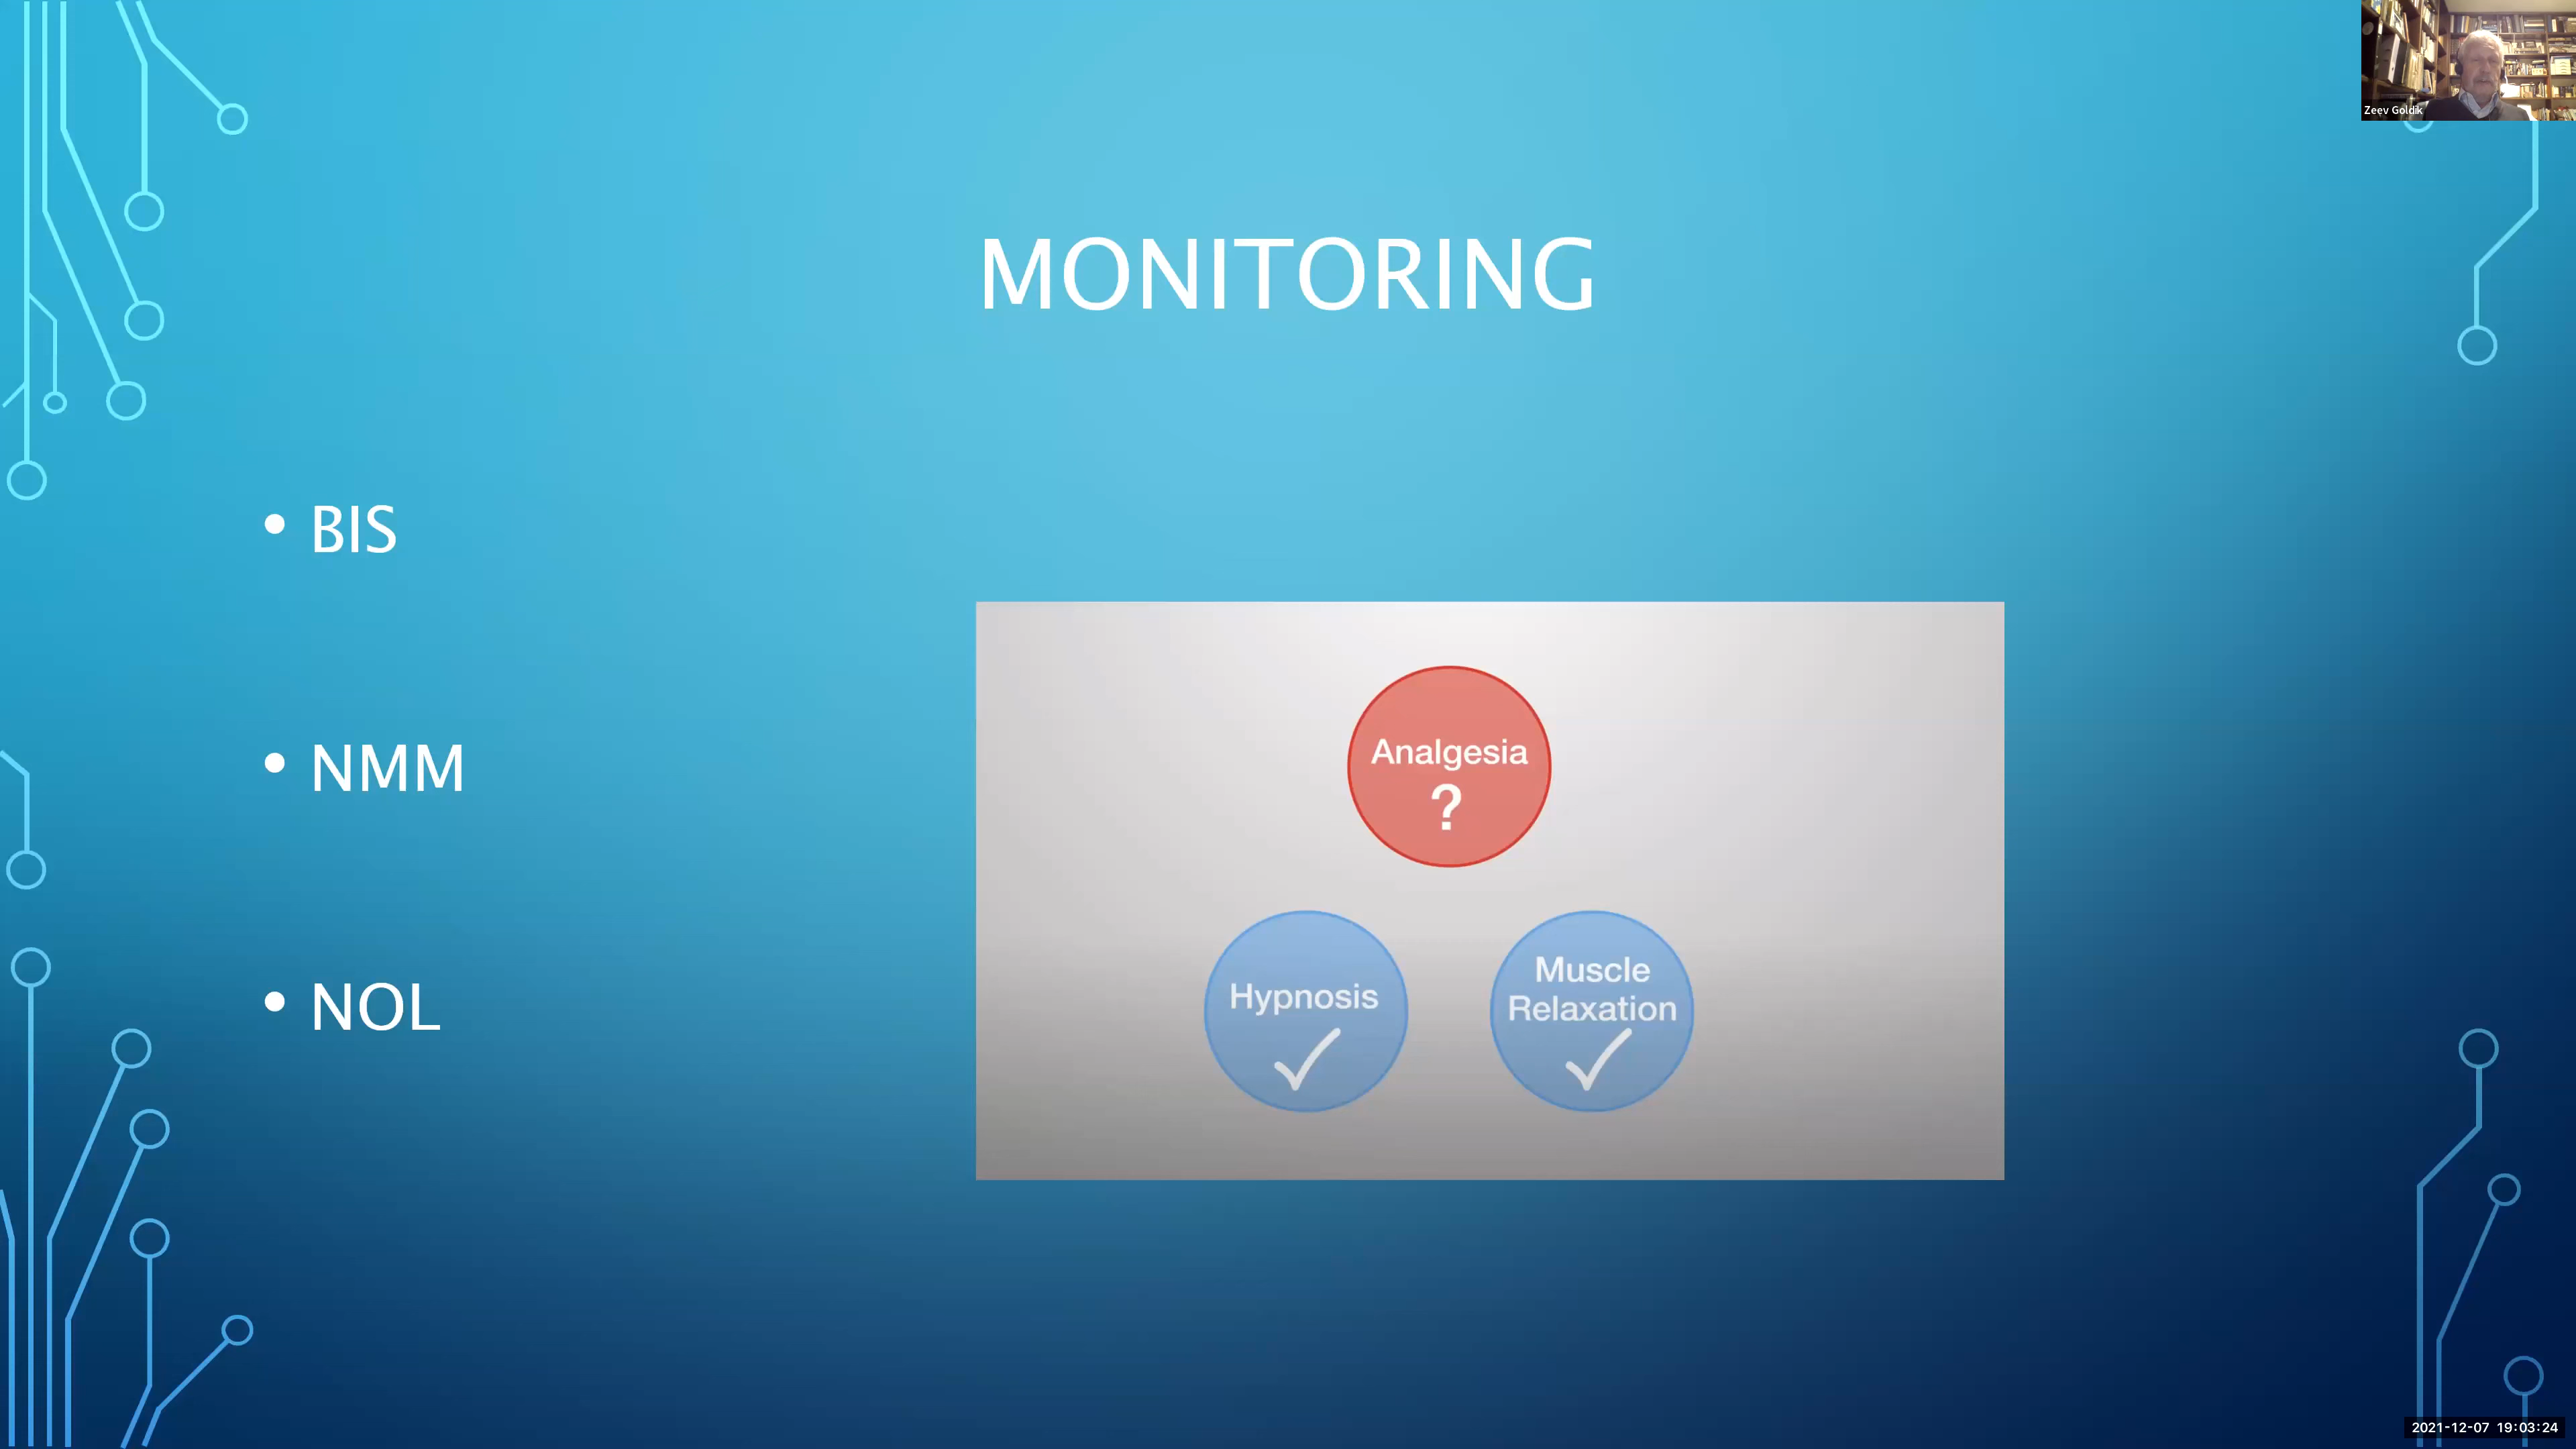 Zeev Goldik
MONITORING
• BIS
• NMM
• NOL
Analgesia
?
Hypnosis
Muscle
Relaxation
2021-12-07 19:03:24